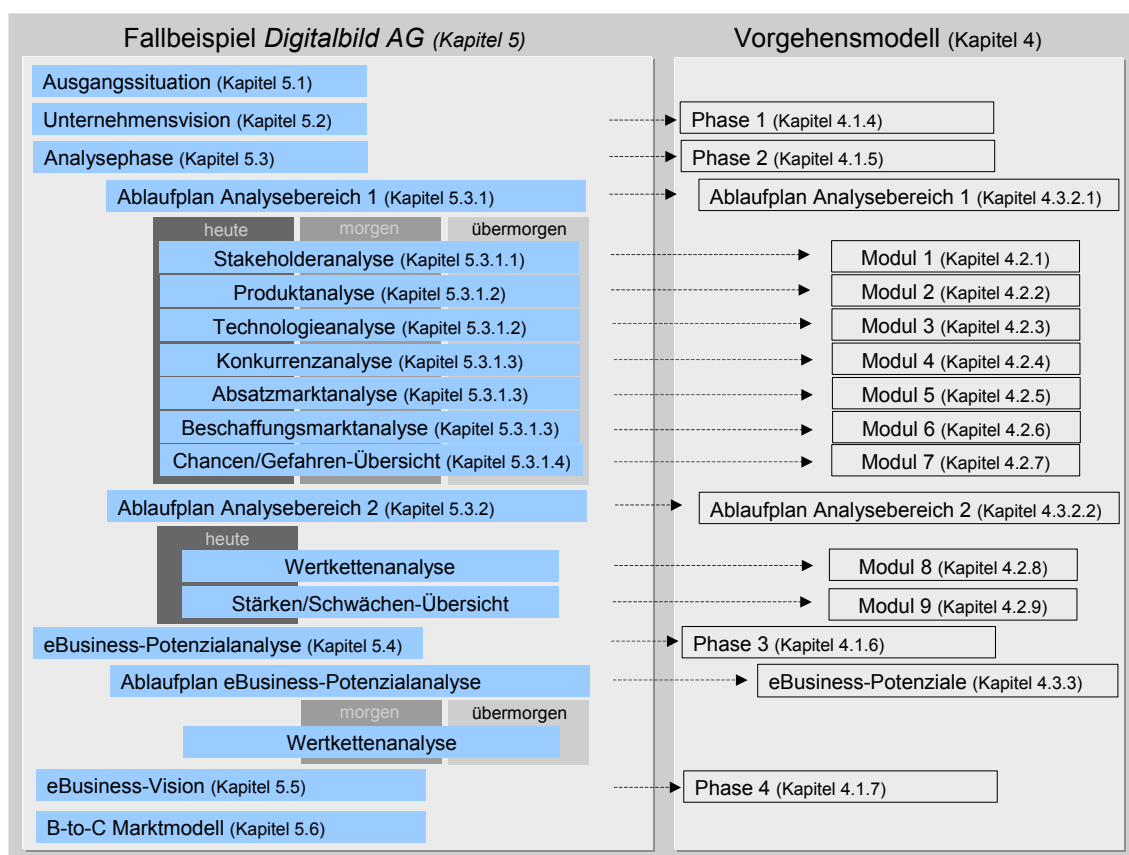 Fallbeispiel Digitalbild AG (Kapitel 5)
Vorgehensmodell (Kapitel 4)
Ausgangssituation (Kapitel 5.1)
Unternehmensvision (Kapitel 5.2)
Phase 1 (Kapitel 4.1.4)
Analysephase (Kapitel 5.3)
Phase 2 (Kapitel 4.1.5)
Ablaufplan Analysebereich 1 (Kapitel 5.3.1)
Ablaufplan Analysebereich 1 (Kapitel 4.3.2.1)
heute
morgen
übermorgen
Stakeholderanalyse (Kapitel 5.3.1.1)
Modul 1 (Kapitel 4.2.1)
Produktanalyse (Kapitel 5.3.1.2)
Modul 2 (Kapitel 4.2.2)
Technologieanalyse (Kapitel 5.3.1.2)
Modul 3 (Kapitel 4.2.3)
Konkurrenzanalyse (Kapitel 5.3.1.3)
Modul 4 (Kapitel 4.2.4)
Absatzmarktanalyse (Kapitel 5.3.1.3)
Modul 5 (Kapitel 4.2.5)
Beschaffungsmarktanalyse (Kapitel 5.3.1.3)
Modul 6 (Kapitel 4.2.6)
Chancen/Gefahren-Übersicht (Kapitel 5.3.1.4)
Modul 7 (Kapitel 4.2.7)
Ablaufplan Analysebereich 2 (Kapitel 5.3.2)
Ablaufplan Analysebereich 2 (Kapitel 4.3.2.2)
heute
Wertkettenanalyse
Modul 8 (Kapitel 4.2.8)
Stärken/Schwächen-Übersicht
Modul 9 (Kapitel 4.2.9)
eBusiness-Potenzialanalyse (Kapitel 5.4)
Phase 3 (Kapitel 4.1.6)
Ablaufplan eBusiness-Potenzialanalyse
eBusiness-Potenziale (Kapitel 4.3.3)
morgen
übermorgen
Wertkettenanalyse
eBusiness-Vision (Kapitel 5.5)
Phase 4 (Kapitel 4.1.7)
B-to-C Marktmodell (Kapitel 5.6)